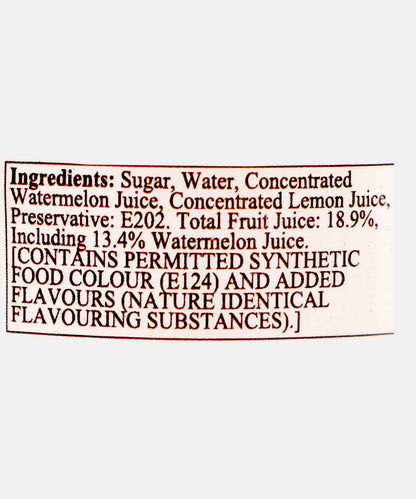 Ingredients: Sugar, Water, Concentrated
Watermelon Juice, Concentrated Lemon Juice,
Preservative: E202. Total Fruit Juice: 18.9%,
Including 13.4% Watermelon Juice.
[CONTAINS PERMITTED SYNTHETIC
FOOD COLOUR (E124) AND ADDED
FLAVOURS (NATURE IDENTICAL
FLAVOURING SUBSTANCES).]